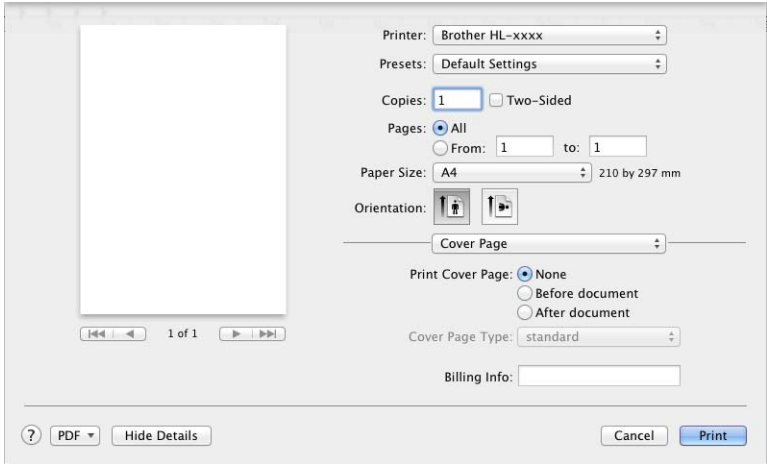 Printer: Brother HL-xxxx
Presets: Default Settings
Copies: 1 Two-Sided
Pages: All
From: 1 to: 1
Paper Size: A4 210 by 297 mm
Orientation:
Cover Page
Print Cover Page: None
Before document
After document
1 of 1
Cover Page Type: standard
Billing Info:
? PDF Hide Details Cancel Print